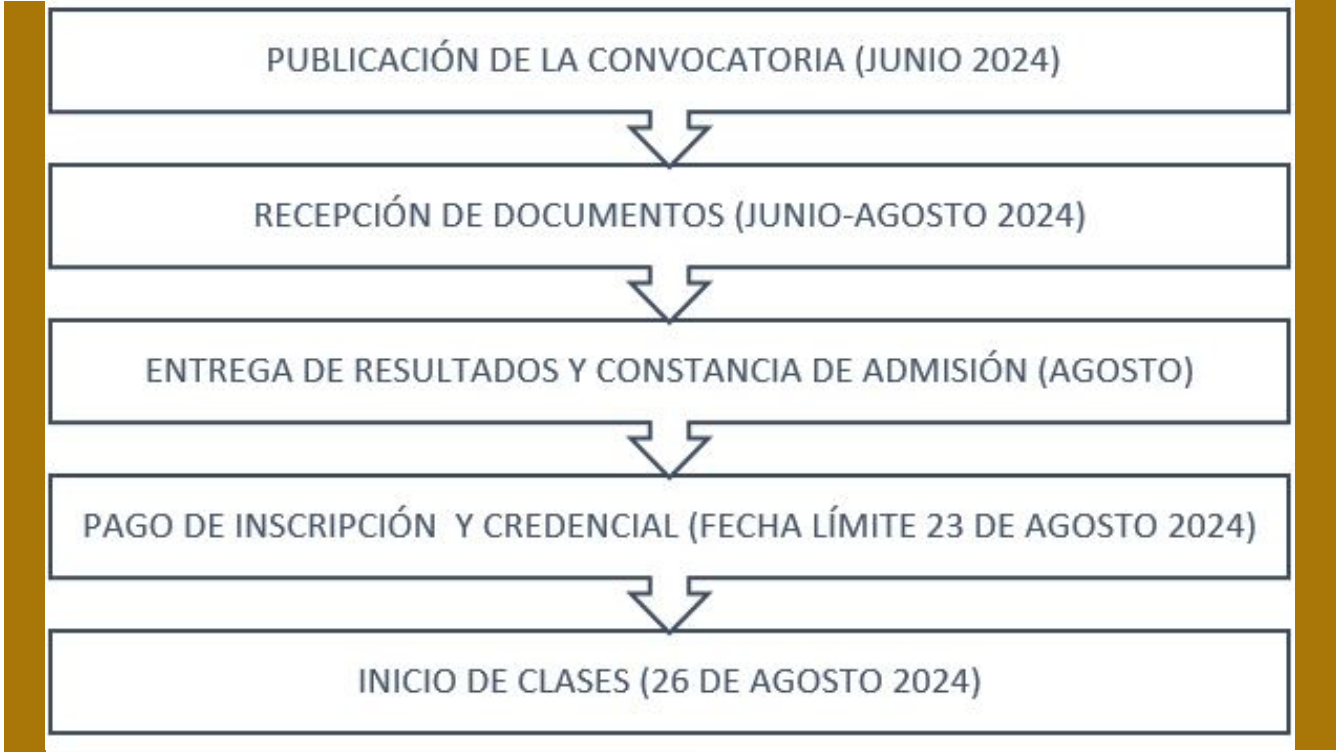 PUBLICACIÓN DE LA CONVOCATORIA (JUNIO 2024)
RECEPCIÓN DE DOCUMENTOS (JUNIO-AGOSTO 2024)
ENTREGA DE RESULTADOS Y CONSTANCIA DE ADMISIÓN (AGOSTO)
PAGO DE INSCRIPCIÓN  Y CREDENCIAL (FECHA LÍMITE 23 DE AGOSTO 2024)
INICIO DE CLASES (26 DE AGOSTO 2024)